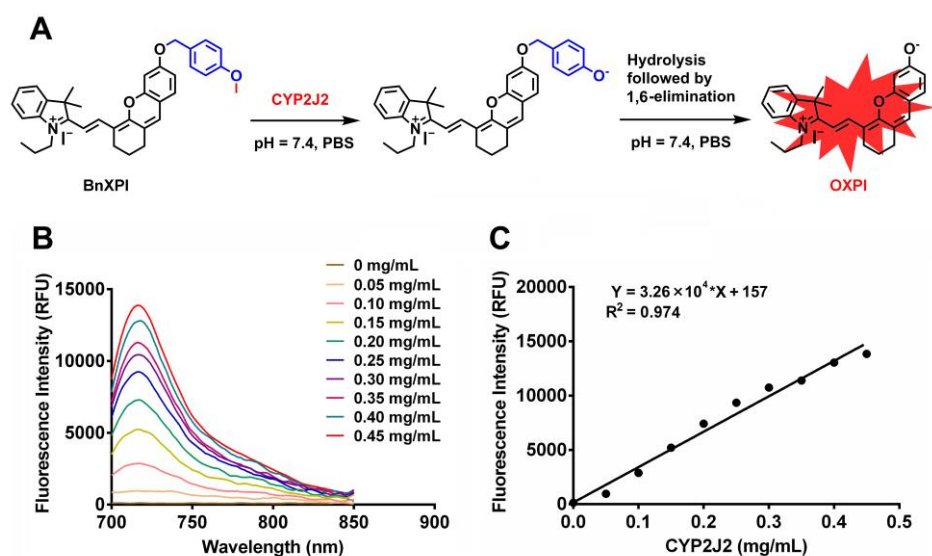 A
O
O
O
N
+
I⁻
BnXPI
CYP2J2
pH = 7.4, PBS
O
O⁻
O
N
+
I⁻
Hydrolysis
followed by
1,6-elimination
pH = 7.4, PBS
O⁻
O
N
+
I⁻
OXPI
B
Fluorescence Intensity (RFU)
15000
10000
5000
0
700
750
800
850
900
Wavelength (nm)
0 mg/mL
0.05 mg/mL
0.10 mg/mL
0.15 mg/mL
0.20 mg/mL
0.25 mg/mL
0.30 mg/mL
0.35 mg/mL
0.40 mg/mL
0.45 mg/mL
C
Fluorescence Intensity (RFU)
20000
15000
10000
5000
0
0.0
0.1
0.2
0.3
0.4
0.5
CYP2J2 (mg/mL)
Y = 3.26×10⁴*X + 157
R² = 0.974